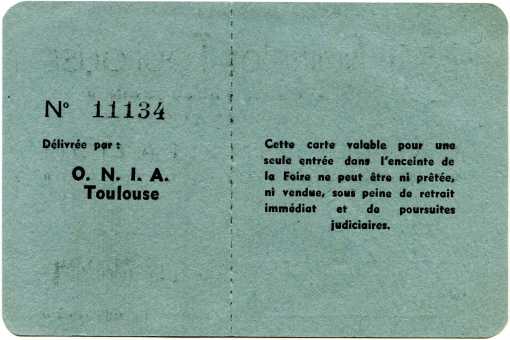 N° 11134
Délivrée par :
O. N. I. A.
Toulouse
Cette carte valable pour une
seule entrée dans l'enceinte de
la Foire ne peut être ni prêtée,
ni vendue, sous peine de retrait
immédiat et de poursuites
judiciaires.